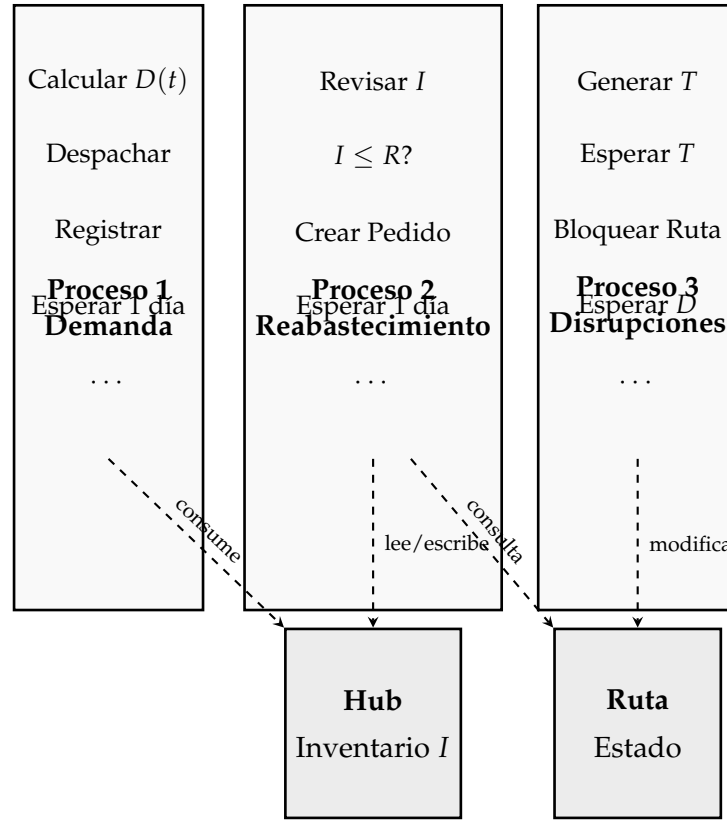 Calcular D(t)
Despachar
Registrar
Proceso 1
Esperar 1 día
Demanda
. . .
Revisar I
I ≤ R?
Crear Pedido
Proceso 2
Esperar 1 día
Reabastecimiento
. . .
Generar T
Esperar T
Bloquear Ruta
Proceso 3
Esperar D
Disrupciones
. . .
consume
lee/escribe
consulta
modifica
Hub
Inventario I
Ruta
Estado